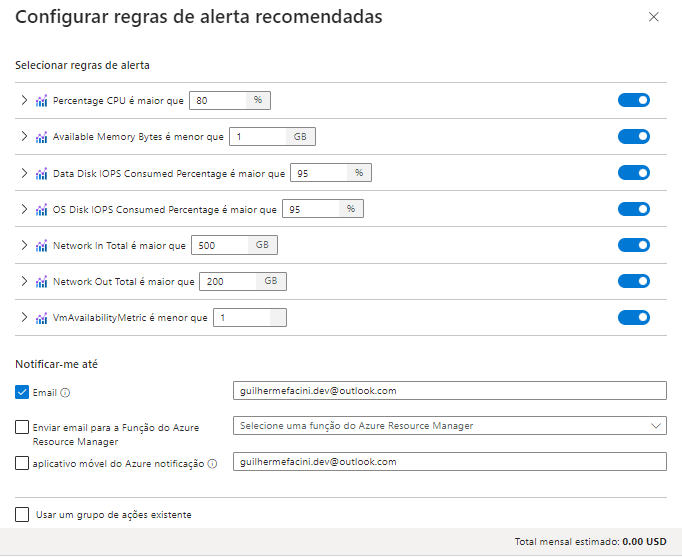 Configurar regras de alerta recomendadas
Selecionar regras de alerta
Percentage CPU é maior que 80 %
Available Memory Bytes é menor que 1 GB
Data Disk IOPS Consumed Percentage é maior que 95 %
OS Disk IOPS Consumed Percentage é maior que 95 %
Network In Total é maior que 500 GB
Network Out Total é maior que 200 GB
VmAvailabilityMetric é menor que 1
Notificar-me até
Email guilhermefacini.dev@outlook.com
Enviar email para a Função do Azure Selecione uma função do Azure Resource Manager
Resource Manager
aplicativo móvel do Azure notificação guilhermefacini.dev@outlook.com
Usar um grupo de ações existente
Total mensal estimado: 0.00 USD